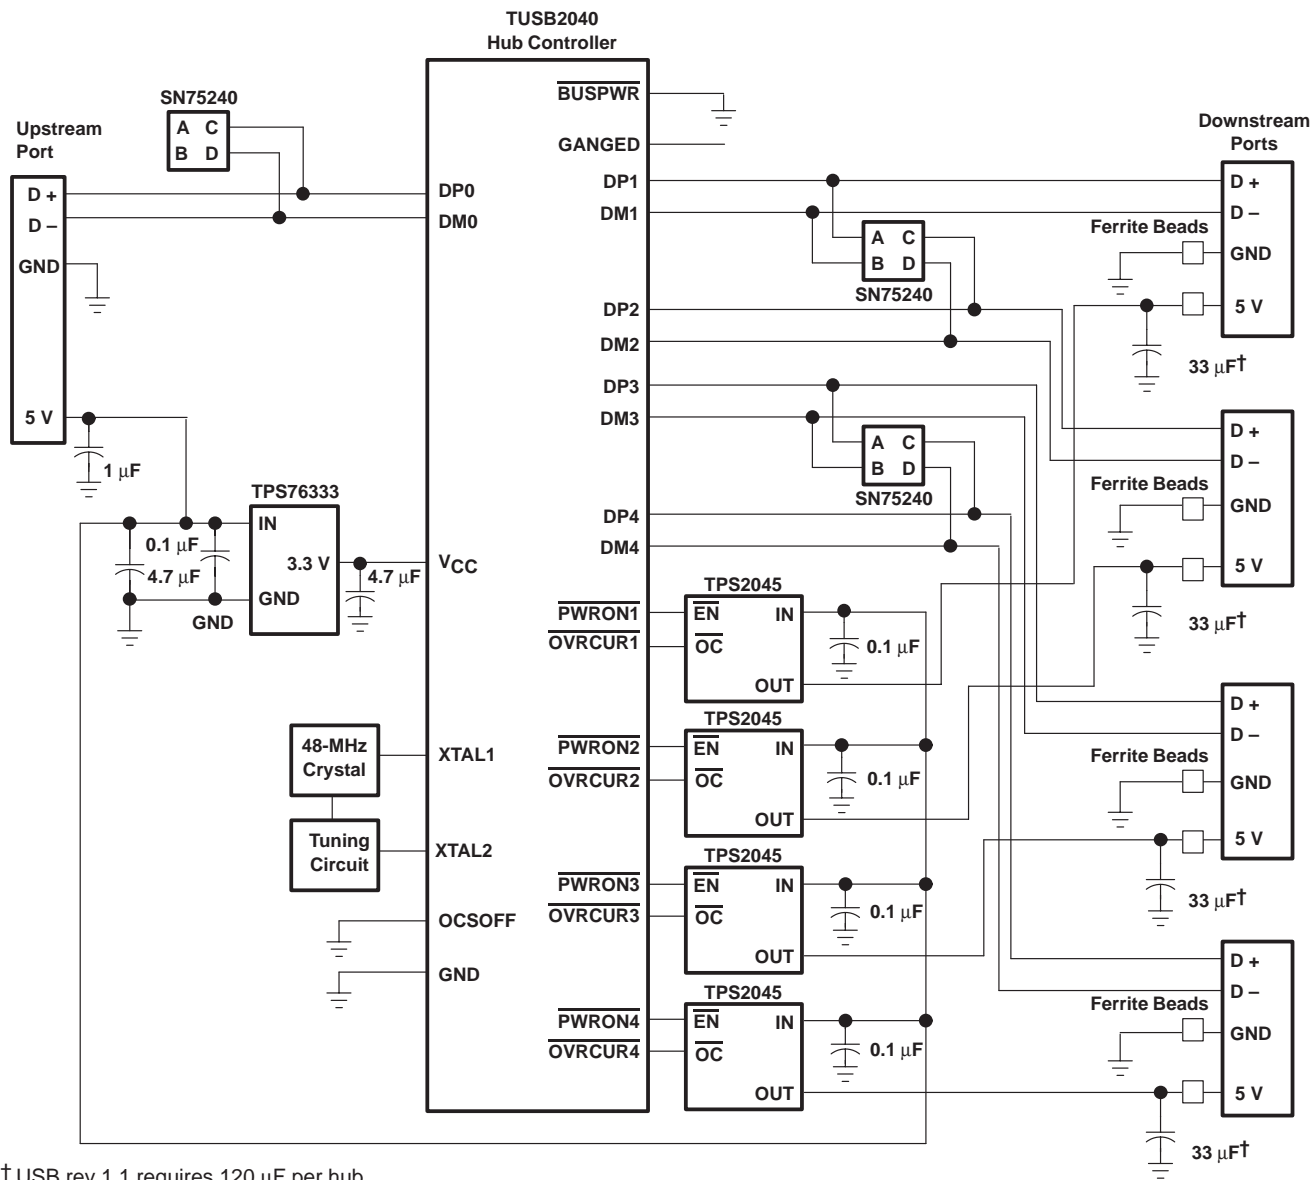 TUSB2040
Hub Controller
SN75240
A C
B D
Upstream
Port
D +
D –
GND
5 V
1 μF
TPS76333
IN
3.3 V
GND
0.1 μF
4.7 μF
GND
4.7 μF
48-MHz
Crystal
Tuning
Circuit
DP0
DM0
VCC
XTAL1
XTAL2
OCSOFF
GND
BUSPWR
GANGED
DP1
DM1
DP2
DM2
DP3
DM3
DP4
DM4
PWRON1
OVRCUR1
PWRON2
OVRCUR2
PWRON3
OVRCUR3
PWRON4
OVRCUR4
A C
B D
SN75240
A C
B D
SN75240
TPS2045
EN IN
OC
OUT
0.1 μF
TPS2045
EN IN
OC
OUT
0.1 μF
TPS2045
EN IN
OC
OUT
0.1 μF
TPS2045
EN IN
OC
OUT
0.1 μF
Downstream
Ports
D +
D –
Ferrite Beads
GND
5 V
33 μF†
D +
D –
Ferrite Beads
GND
5 V
33 μF†
D +
D –
Ferrite Beads
GND
5 V
33 μF†
D +
D –
Ferrite Beads
GND
5 V
33 μF†
† USB rev 1.1 requires 120 μF per hub